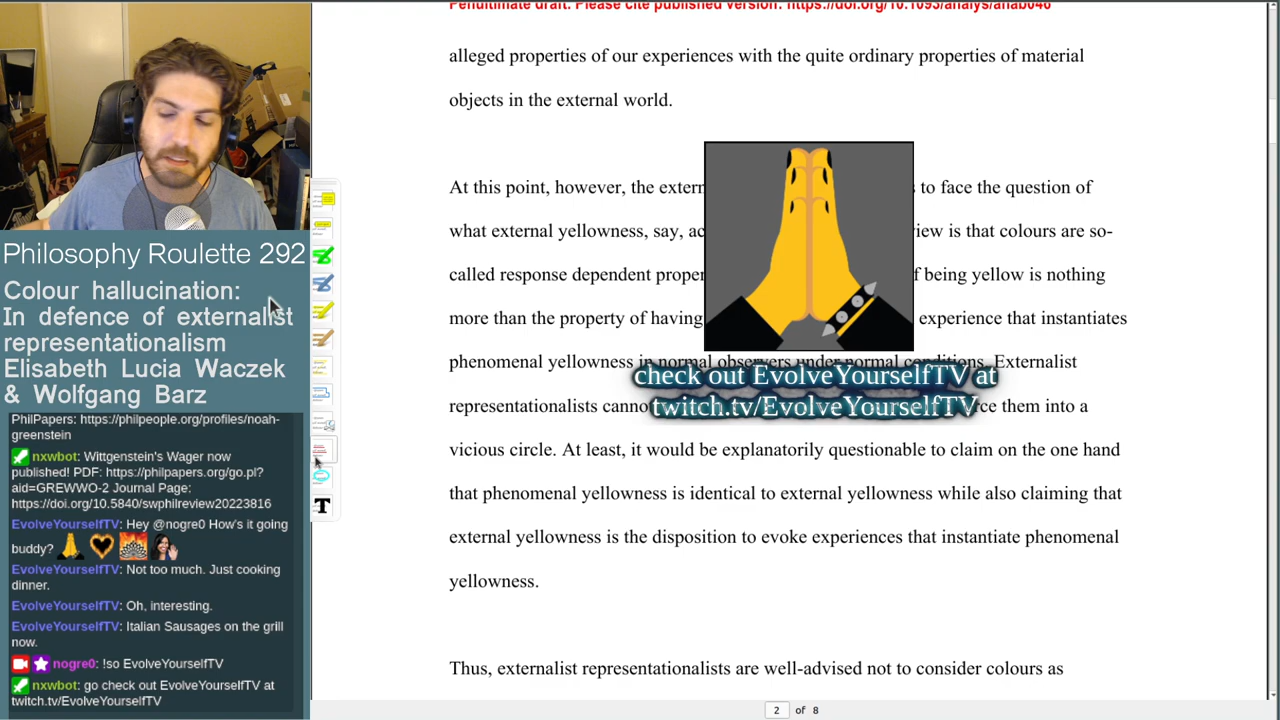 Penultimate draft. Please cite published version: https://doi.org/10.1093/analys/anab046
alleged properties of our experiences with the quite ordinary properties of material
objects in the external world.
At this point, however, the extern s to face the question of
what external yellowness, say, ac view is that colours are so-
called response dependent proper f being yellow is nothing
more than the property of having experience that instantiates
phenomenal yellowness in normal observers under normal conditions. Externalist
representationalists canno ce them into a
vicious circle. At least, it would be explanatorily questionable to claim on the one hand
that phenomenal yellowness is identical to external yellowness while also claiming that
external yellowness is the disposition to evoke experiences that instantiate phenomenal
yellowness.
Thus, externalist representationalists are well-advised not to consider colours as
check out EvolveYourselfTV at
twitch.tv/EvolveYourselfTV
Philosophy Roulette 292
Colour hallucination:
In defence of externalist
representationalism
Elisabeth Lucia Waczek
& Wolfgang Barz
PhilPapers: https://philpeople.org/profiles/noah-
greenstein
nxwbot: Wittgenstein's Wager now
published! PDF: https://philpapers.org/go.pl?
aid=GREWWO-2 Journal Page:
https://doi.org/10.5840/swphilreview20223816
EvolveYourselfTV: Hey @nogre0 How's it going
buddy?
EvolveYourselfTV: Not too much. Just cooking
dinner.
EvolveYourselfTV: Oh, interesting.
EvolveYourselfTV: Italian Sausages on the grill
now.
nogre0: !so EvolveYourselfTV
nxwbot: go check out EvolveYourselfTV at
twitch.tv/EvolveYourselfTV
T
2 of 8